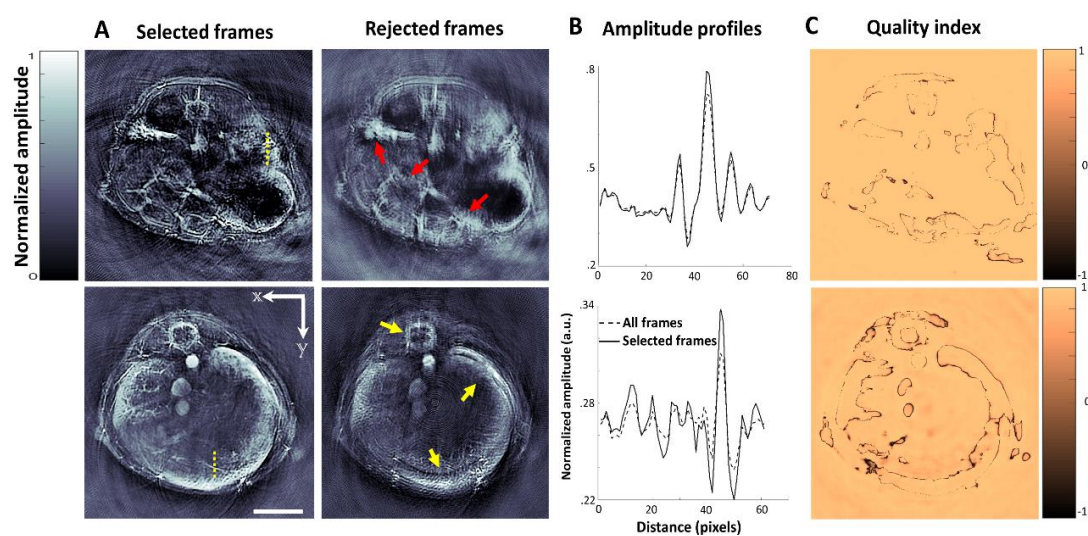 A
Selected frames
Rejected frames
B
Amplitude profiles
C
Quality index
Normalized amplitude
1
0
X
Y
.8
.5
.2
0
20
40
60
80
.34
.31
.28
.22
0
20
40
60
All frames
Selected frames
Normalized amplitude (a.u.)
Distance (pixels)
1
0
-1
1
0
-1